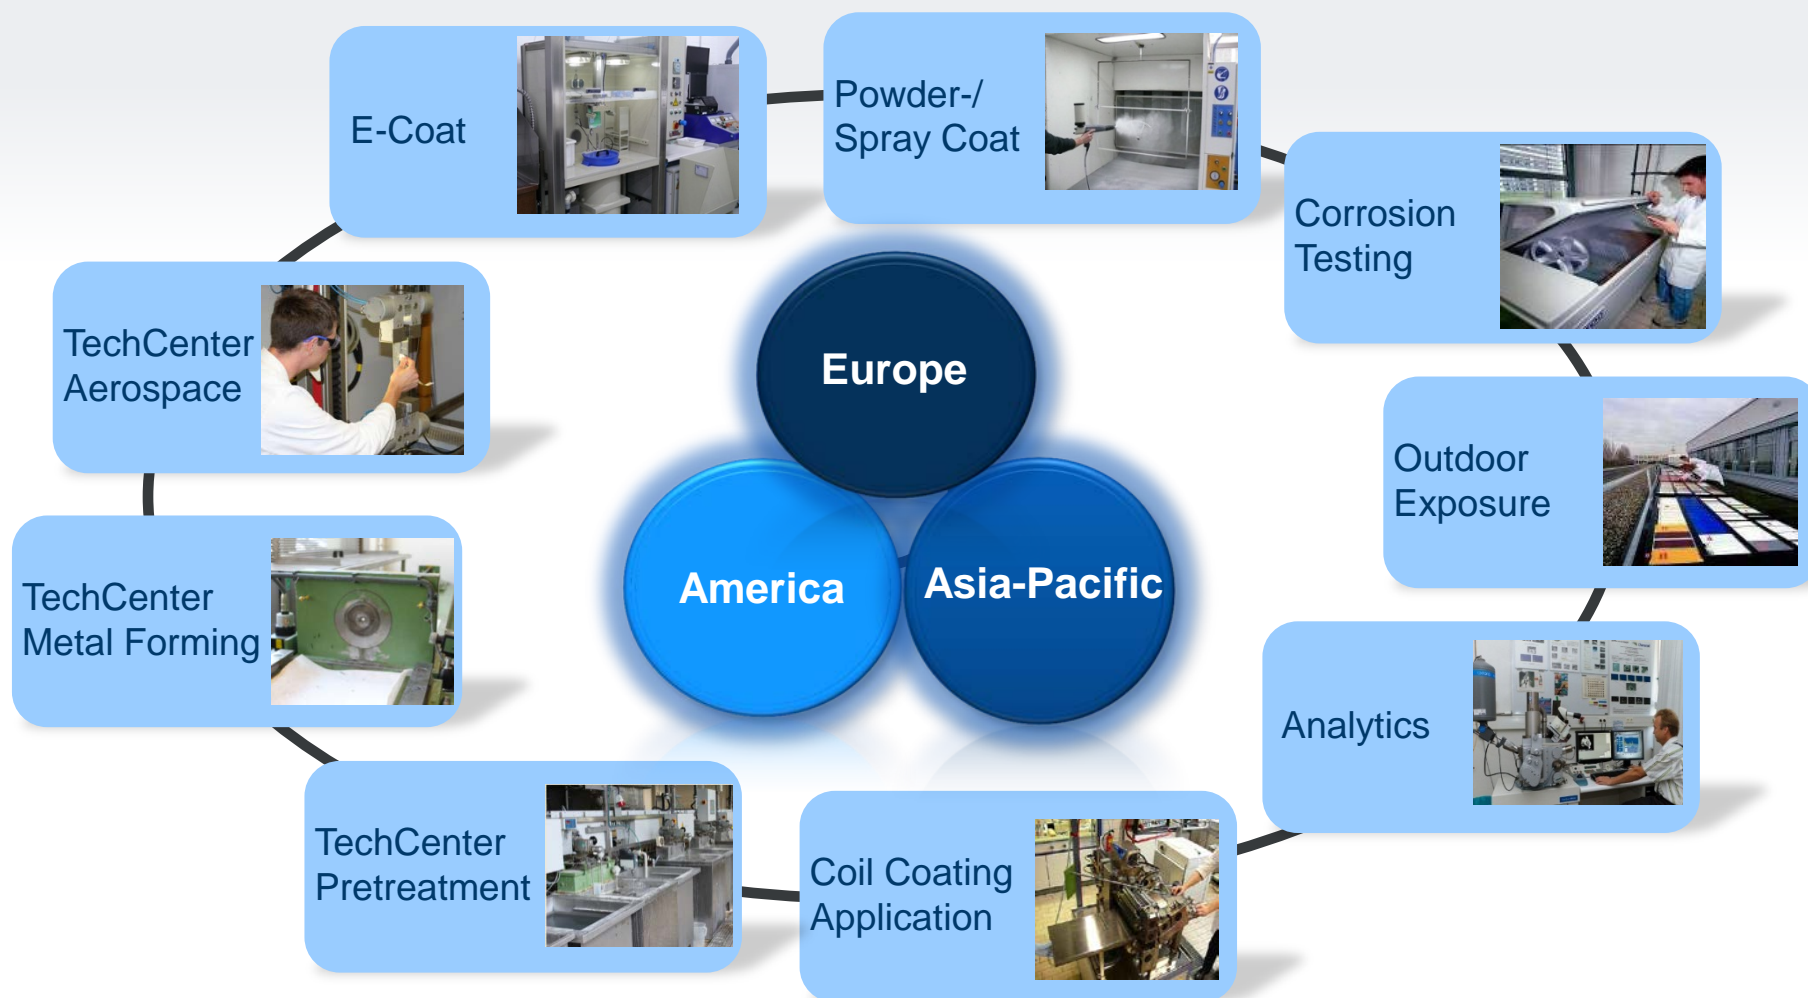 E-Coat
Powder-/
Spray Coat
Corrosion
Testing
TechCenter
Aerospace
Europe
Outdoor
Exposure
America
Asia-Pacific
TechCenter
Metal Forming
Analytics
TechCenter
Pretreatment
Coil Coating
Application